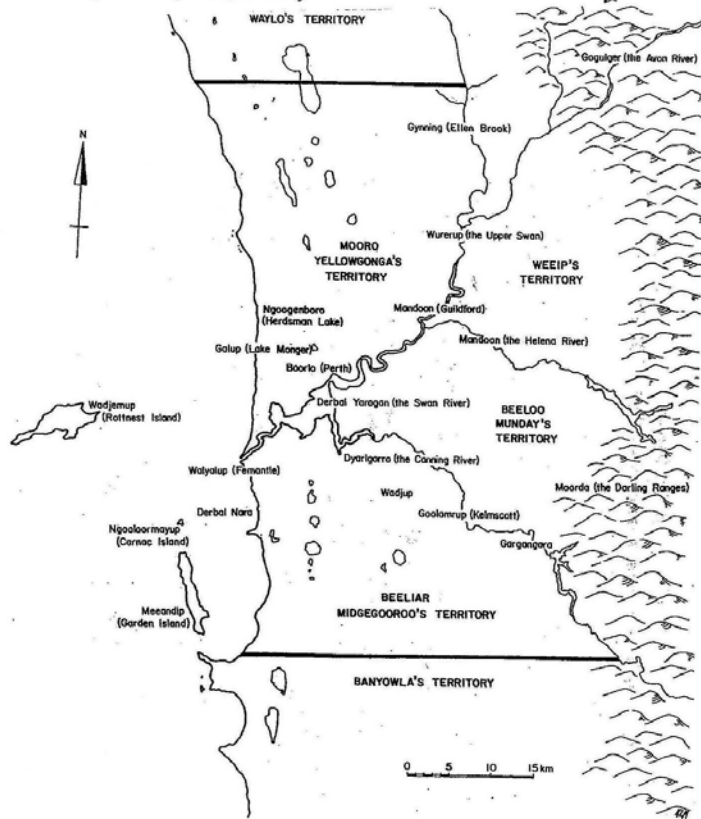 WAYLO'S TERRITORY
Gogulger (the Avon River)
N
Gynning (Ellen Brook)
Wurerup (the Upper Swan)
MOORO
YELLOWGONGA'S
TERRITORY
WEEIP'S
TERRITORY
Ngoogenboro
(Herdsman Lake)
Mandoon (Guildford)
Galup (Lake Monger)
Mandoon (the Helena River)
Boorlo (Perth)
Wadjemup
(Rottnest Island)
Derbal Yaragan (the Swan River)
BEELOO
MUNDAY'S
TERRITORY
Walyalup (Femantle)
Dyarlgarra (the Canning River)
Wadjup
Moorda (the Darling Ranges)
Derbal Nara
Goolamrup (Kelmscott)
Ngooloormayup
(Carnac Island)
Gargangara
Meeandip
(Garden Island)
BEELIAR
MIDGEGOOROO'S TERRITORY
BANYOWLA'S TERRITORY
0 5 10 15 km